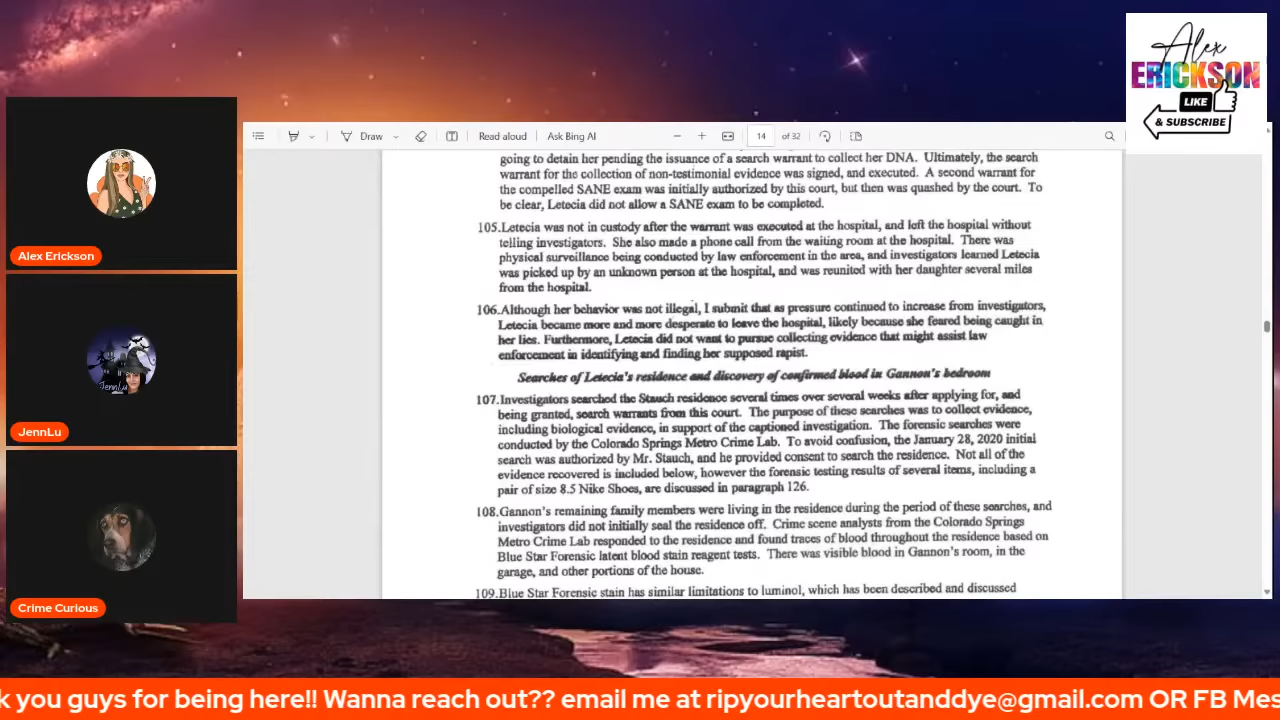 Alex
ERICKSON
LIKE
& SUBSCRIBE
Draw
Read aloud
Ask Bing AI
14
of 32
going to detain her pending the issuance of a search warrant to collect her DNA. Ultimately, the search
warrant for the collection of non-testimonial evidence was signed, and executed. A second warrant for
the compelled SANE exam was initially authorized by this court, but then was quashed by the court. To
be clear, Letecia did not allow a SANE exam to be completed.
105.Letecia was not in custody after the warrant was executed at the hospital, and left the hospital without
telling investigators. She also made a phone call from the waiting room at the hospital. There was
physical surveillance being conducted by law enforcement in the area, and investigators learned Letecia
was picked up by an unknown person at the hospital, and was reunited with her daughter several miles
from the hospital.
106.Although her behavior was not illegal, I submit that as pressure continued to increase from investigators,
Letecia became more and more desperate to leave the hospital, likely because she feared being caught in
her lies. Furthermore, Letecia did not want to pursue collecting evidence that might assist law
enforcement in identifying and finding her supposed rapist.
Searches of Letecia's residence and discovery of confirmed blood in Gannon's bedroom
107.Investigators searched the Stauch residence several times over several weeks after applying for, and
being granted, search warrants from this court. The purpose of these searches was to collect evidence,
including biological evidence, in support of the captioned investigation. The forensic searches were
conducted by the Colorado Springs Metro Crime Lab. To avoid confusion, the January 28, 2020 initial
search was authorized by Mr. Stauch, and he provided consent to search the residence. Not all of the
evidence recovered is included below, however the forensic testing results of several items, including a
pair of size 8.5 Nike Shoes, are discussed in paragraph 126.
108.Gannon's remaining family members were living in the residence during the period of these searches, and
investigators did not initially seal the residence off. Crime scene analysts from the Colorado Springs
Metro Crime Lab responded to the residence and found traces of blood throughout the residence based on
Blue Star Forensic latent blood stain reagent tests. There was visible blood in Gannon's room, in the
garage, and other portions of the house.
109.Blue Star Forensic stain has similar limitations to luminol, which has been described and discussed
Alex Erickson
JennLu
JennLu
Crime Curious
k you guys for being here!! Wanna reach out?? email me at ripyourheartoutanddye@gmail.com OR FB Mes